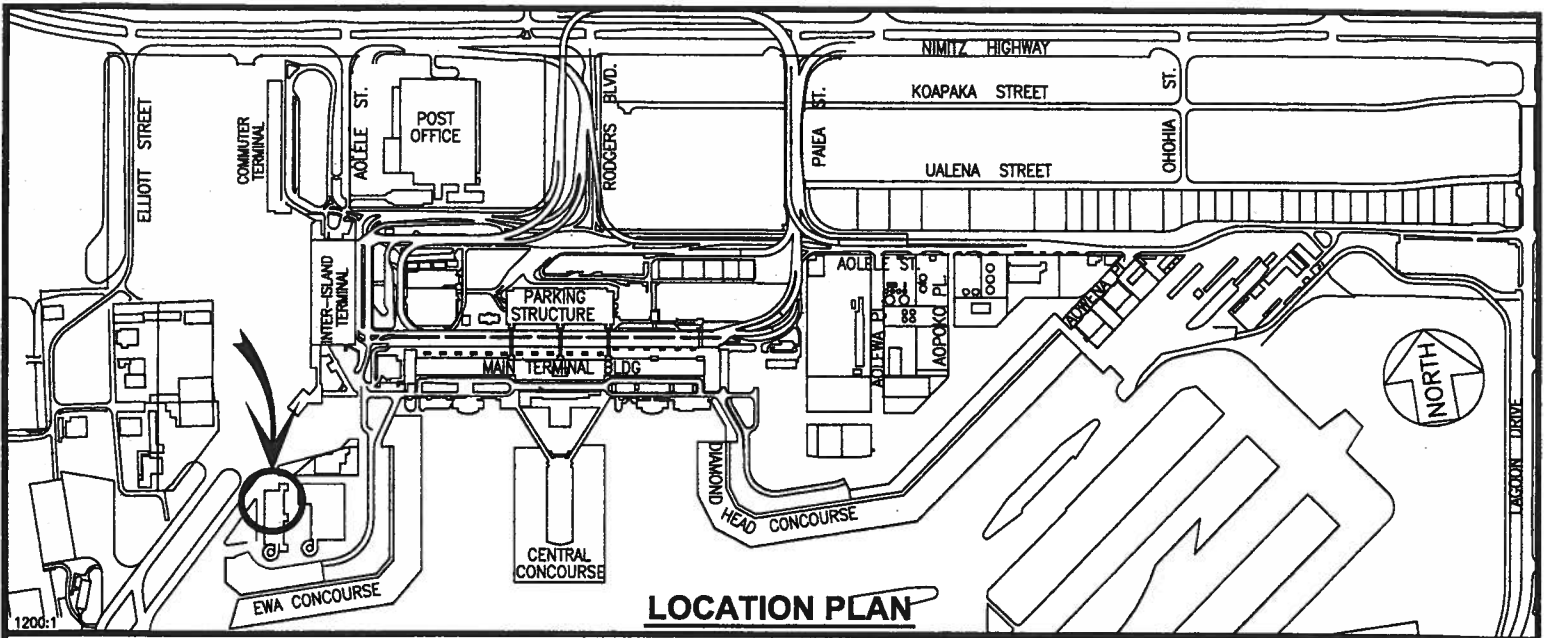 NIMITZ HIGHWAY
KOAPAKA STREET
UALENA STREET
ELLIOTT STREET
COMMUTER
TERMINAL
AOLELE ST.
POST
OFFICE
RODGERS BLVD.
PAIEA ST.
OHOHIA ST.
INTER-ISLAND
TERMINAL
PARKING
STRUCTURE
MAIN TERMINAL BLDG
AOLELE ST.
AOLEWA PL.
AOPOKO PL.
AOWENA
NORTH
LAGOON DRIVE
DIAMOND
HEAD CONCOURSE
CENTRAL
CONCOURSE
EWA CONCOURSE
LOCATION PLAN
1200:1